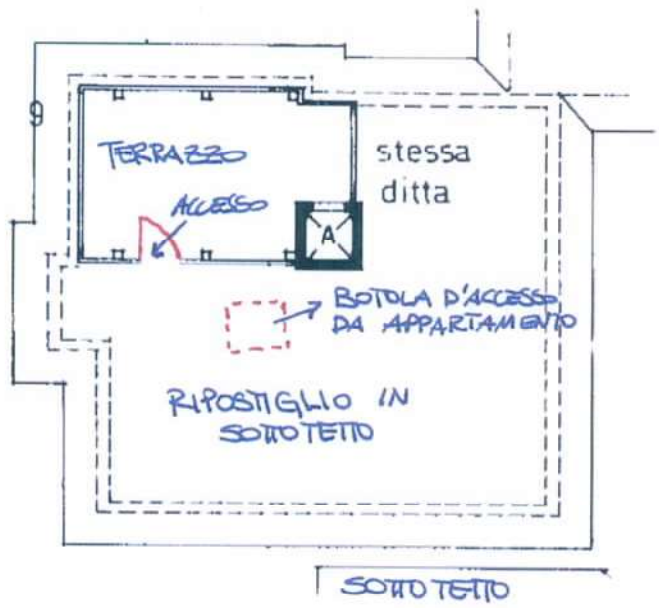 9
TERRAZZO
stessa
ditta
ACCESSO
A
BOTOLA D'ACCESSO
DA APPARTAMENTO
RIPOSTIGLIO IN
SOTTOTETTO
SOTTOTETTO